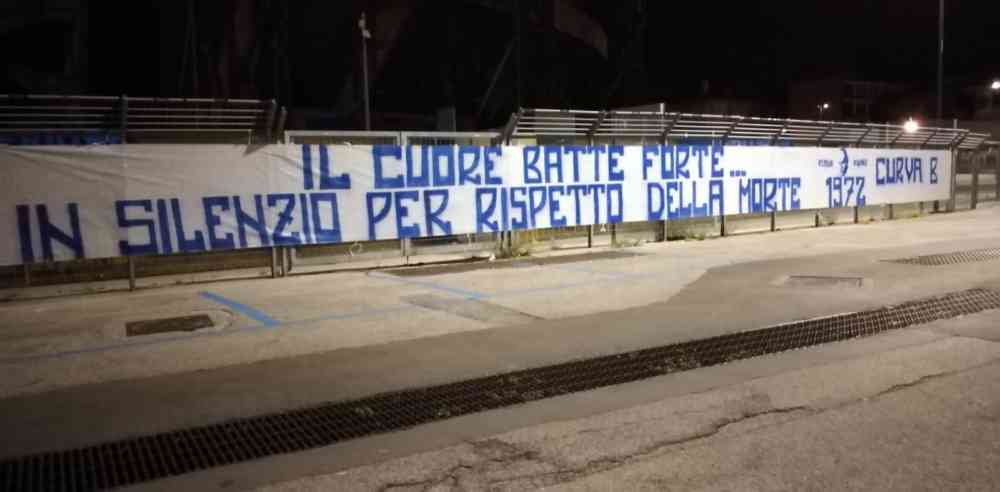 IL CUORE BATTE FORTE...
IN SILENZIO PER RISPETTO DELLA MORTE
1972
CURVA B